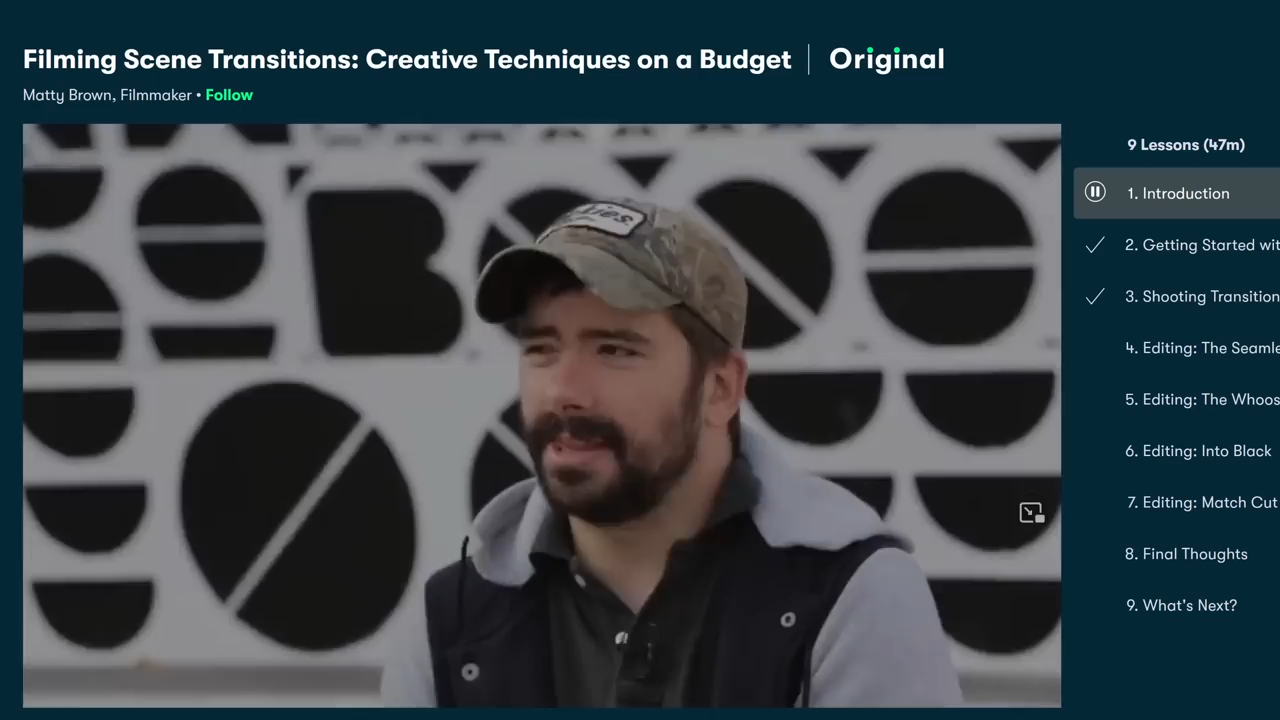 Filming Scene Transitions: Creative Techniques on a Budget | Original
Matty Brown, Filmmaker • Follow
9 Lessons (47m)
1. Introduction
2. Getting Started wit
3. Shooting Transition
4. Editing: The Seamle
5. Editing: The Whoos
6. Editing: Into Black
7. Editing: Match Cut
8. Final Thoughts
9. What's Next?